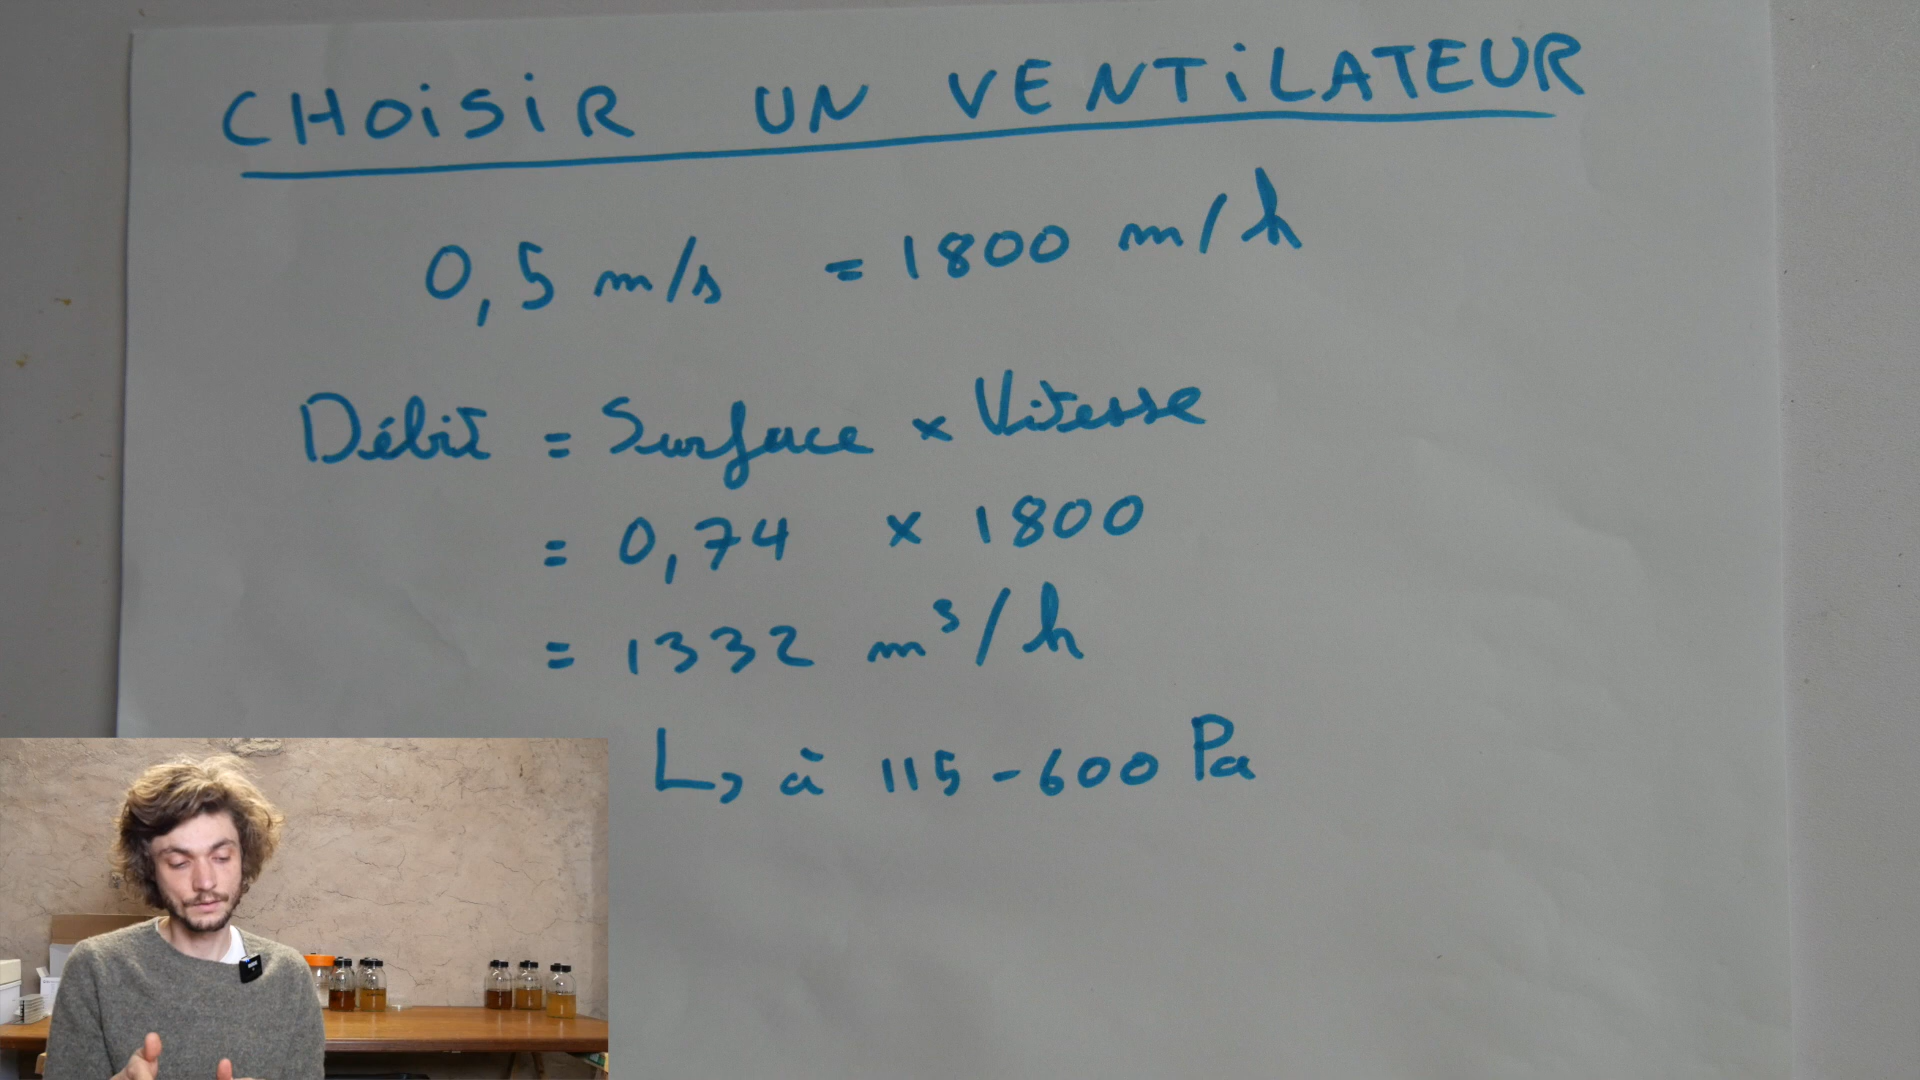 CHOiSiR UN VENTiLATEUR
0,5 m/s = 1800 m/h
Débit = Surface x Vitesse
= 0,74 x 1800
= 1332 m³/h
L> à 115-600 Pa